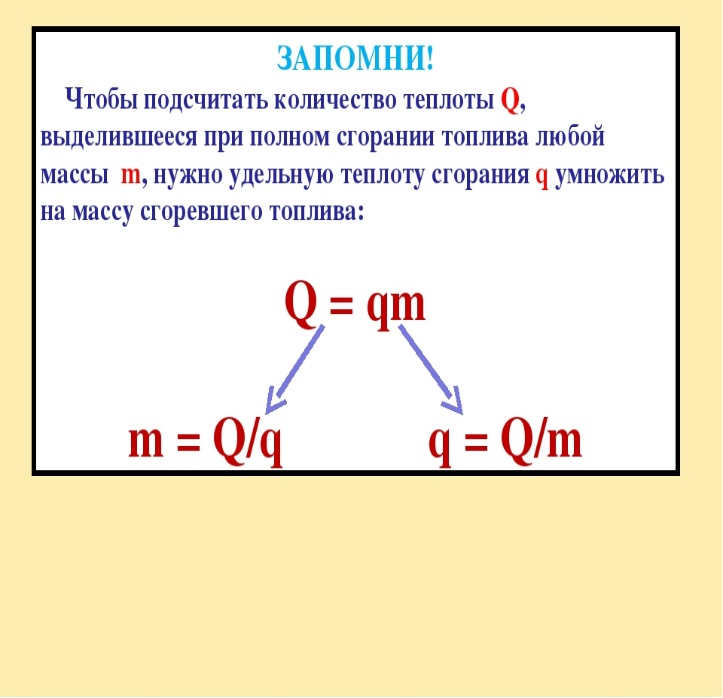 ЗАПОМНИ!
Чтобы подсчитать количество теплоты Q,
выделившееся при полном сгорании топлива любой
массы m, нужно удельную теплоту сгорания q умножить
на массу сгоревшего топлива:
Q = qm
m = Q/q q = Q/m